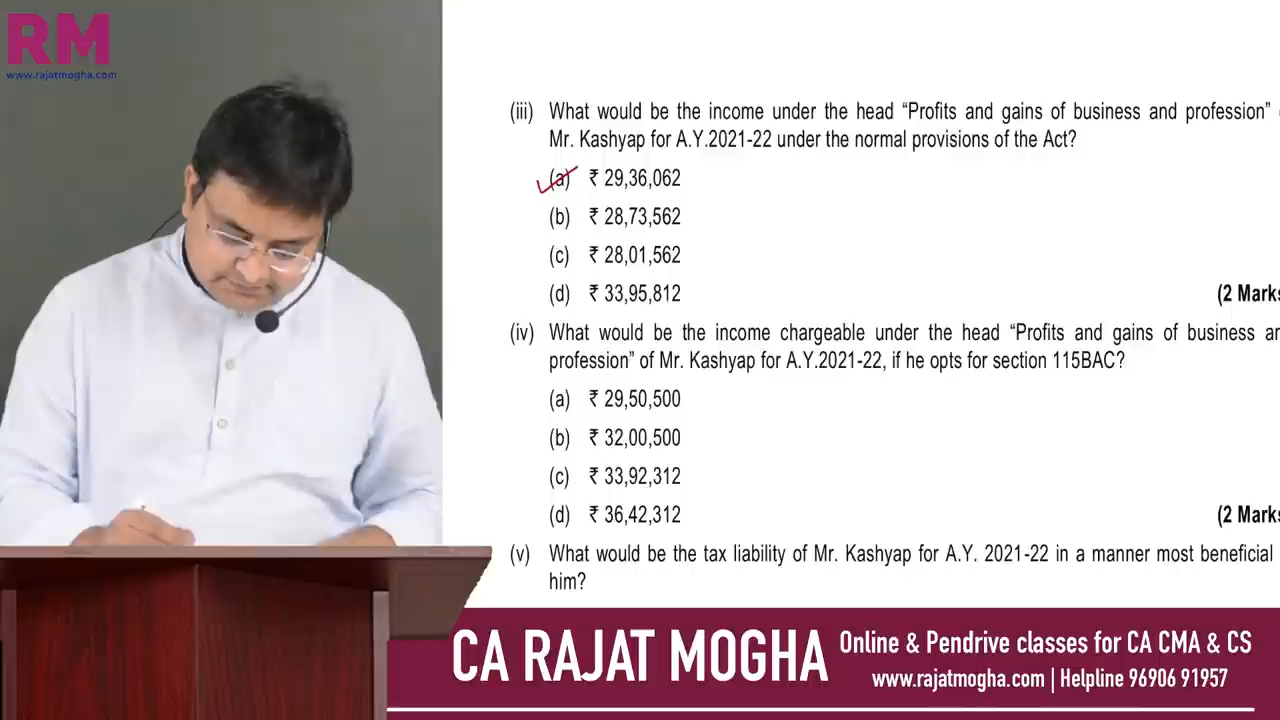 RM
www.rajatmogha.com
(iii) What would be the income under the head “Profits and gains of business and profession”
Mr. Kashyap for A.Y.2021-22 under the normal provisions of the Act?
(a) ₹ 29,36,062
(b) ₹ 28,73,562
(c) ₹ 28,01,562
(d) ₹ 33,95,812 (2 Marks
(iv) What would be the income chargeable under the head “Profits and gains of business
profession” of Mr. Kashyap for A.Y.2021-22, if he opts for section 115BAC?
(a) ₹ 29,50,500
(b) ₹ 32,00,500
(c) ₹ 33,92,312
(d) ₹ 36,42,312 (2 Marks
(v) What would be the tax liability of Mr. Kashyap for A.Y. 2021-22 in a manner most beneficial
him?
CA RAJAT MOGHA
Online & Pendrive classes for CA CMA & CS
www.rajatmogha.com | Helpline 96906 91957